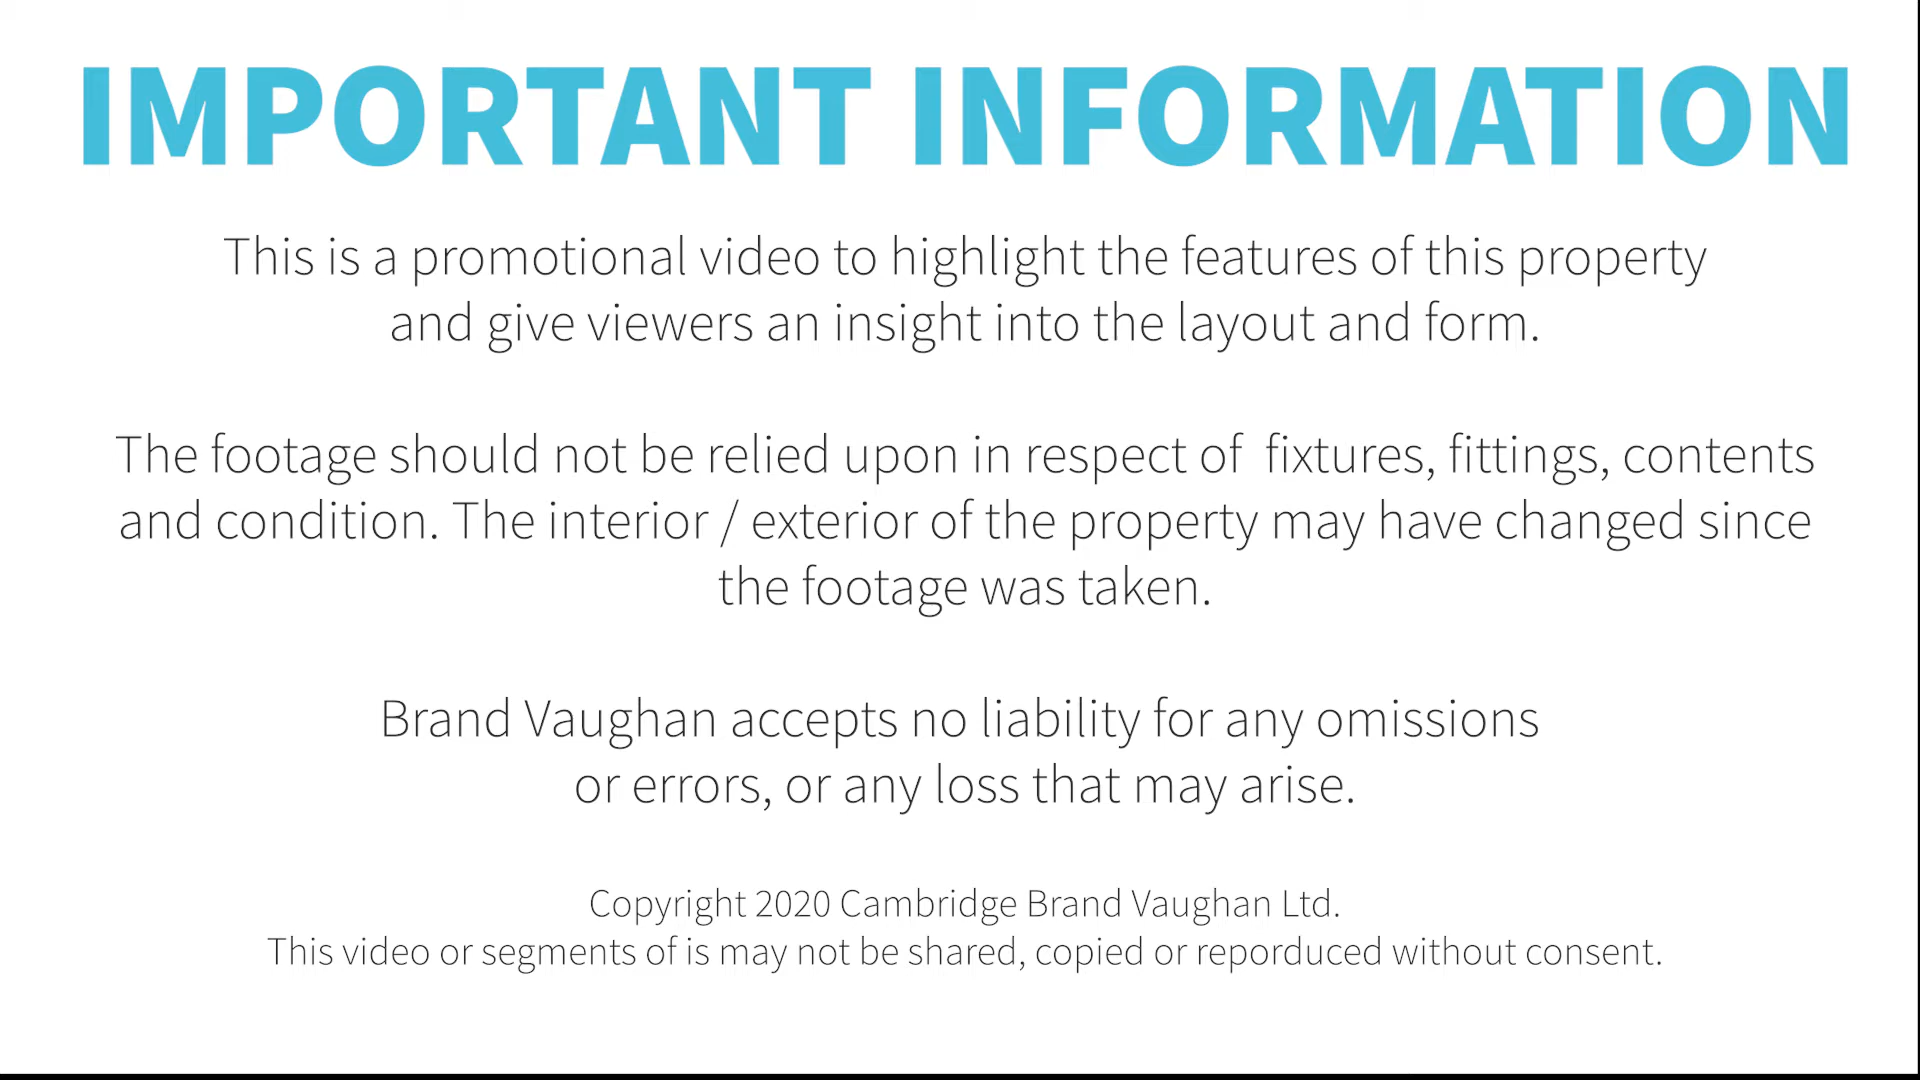 IMPORTANT INFORMATION
This is a promotional video to highlight the features of this property
and give viewers an insight into the layout and form.
The footage should not be relied upon in respect of  fixtures, fittings, contents
and condition. The interior / exterior of the property may have changed since
the footage was taken.
Brand Vaughan accepts no liability for any omissions
or errors, or any loss that may arise.
Copyright 2020 Cambridge Brand Vaughan Ltd.
This video or segments of is may not be shared, copied or reporduced without consent.